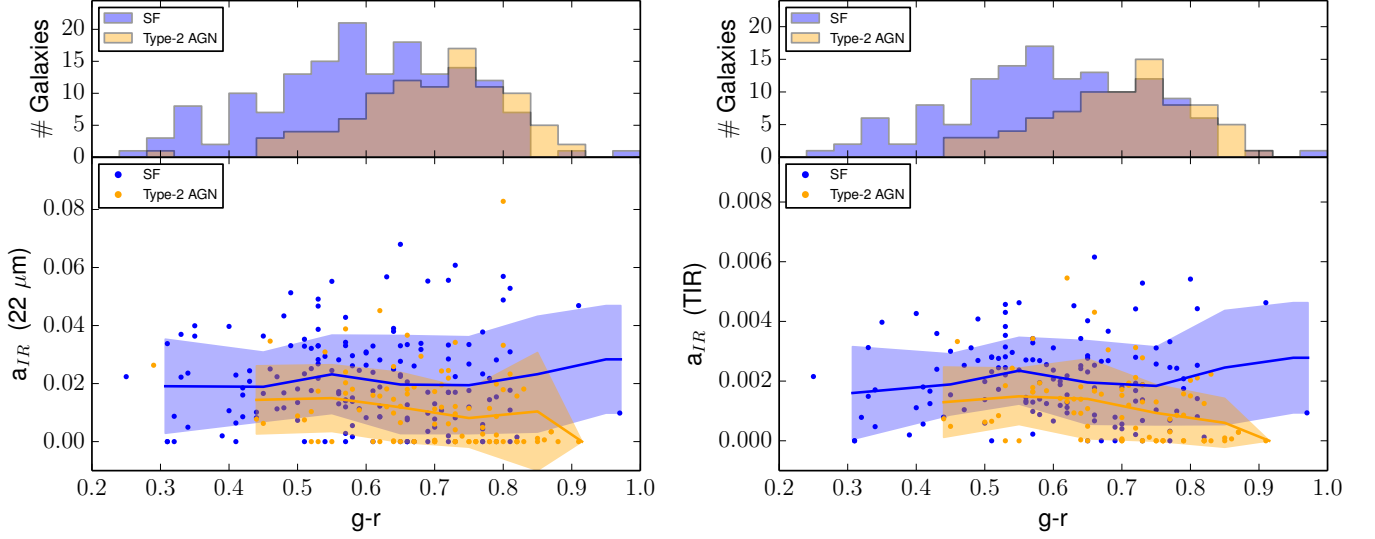 # Galaxies
20
15
10
5
0
SF
Type-2 AGN
a_{IR} (22 μm)
0.08
0.06
0.04
0.02
0.00
SF
Type-2 AGN
0.2 0.3 0.4 0.5 0.6 0.7 0.8 0.9 1.0
g-r
# Galaxies
20
15
10
5
0
SF
Type-2 AGN
a_{IR} (TIR)
0.008
0.006
0.004
0.002
0.000
SF
Type-2 AGN
0.2 0.3 0.4 0.5 0.6 0.7 0.8 0.9 1.0
g-r